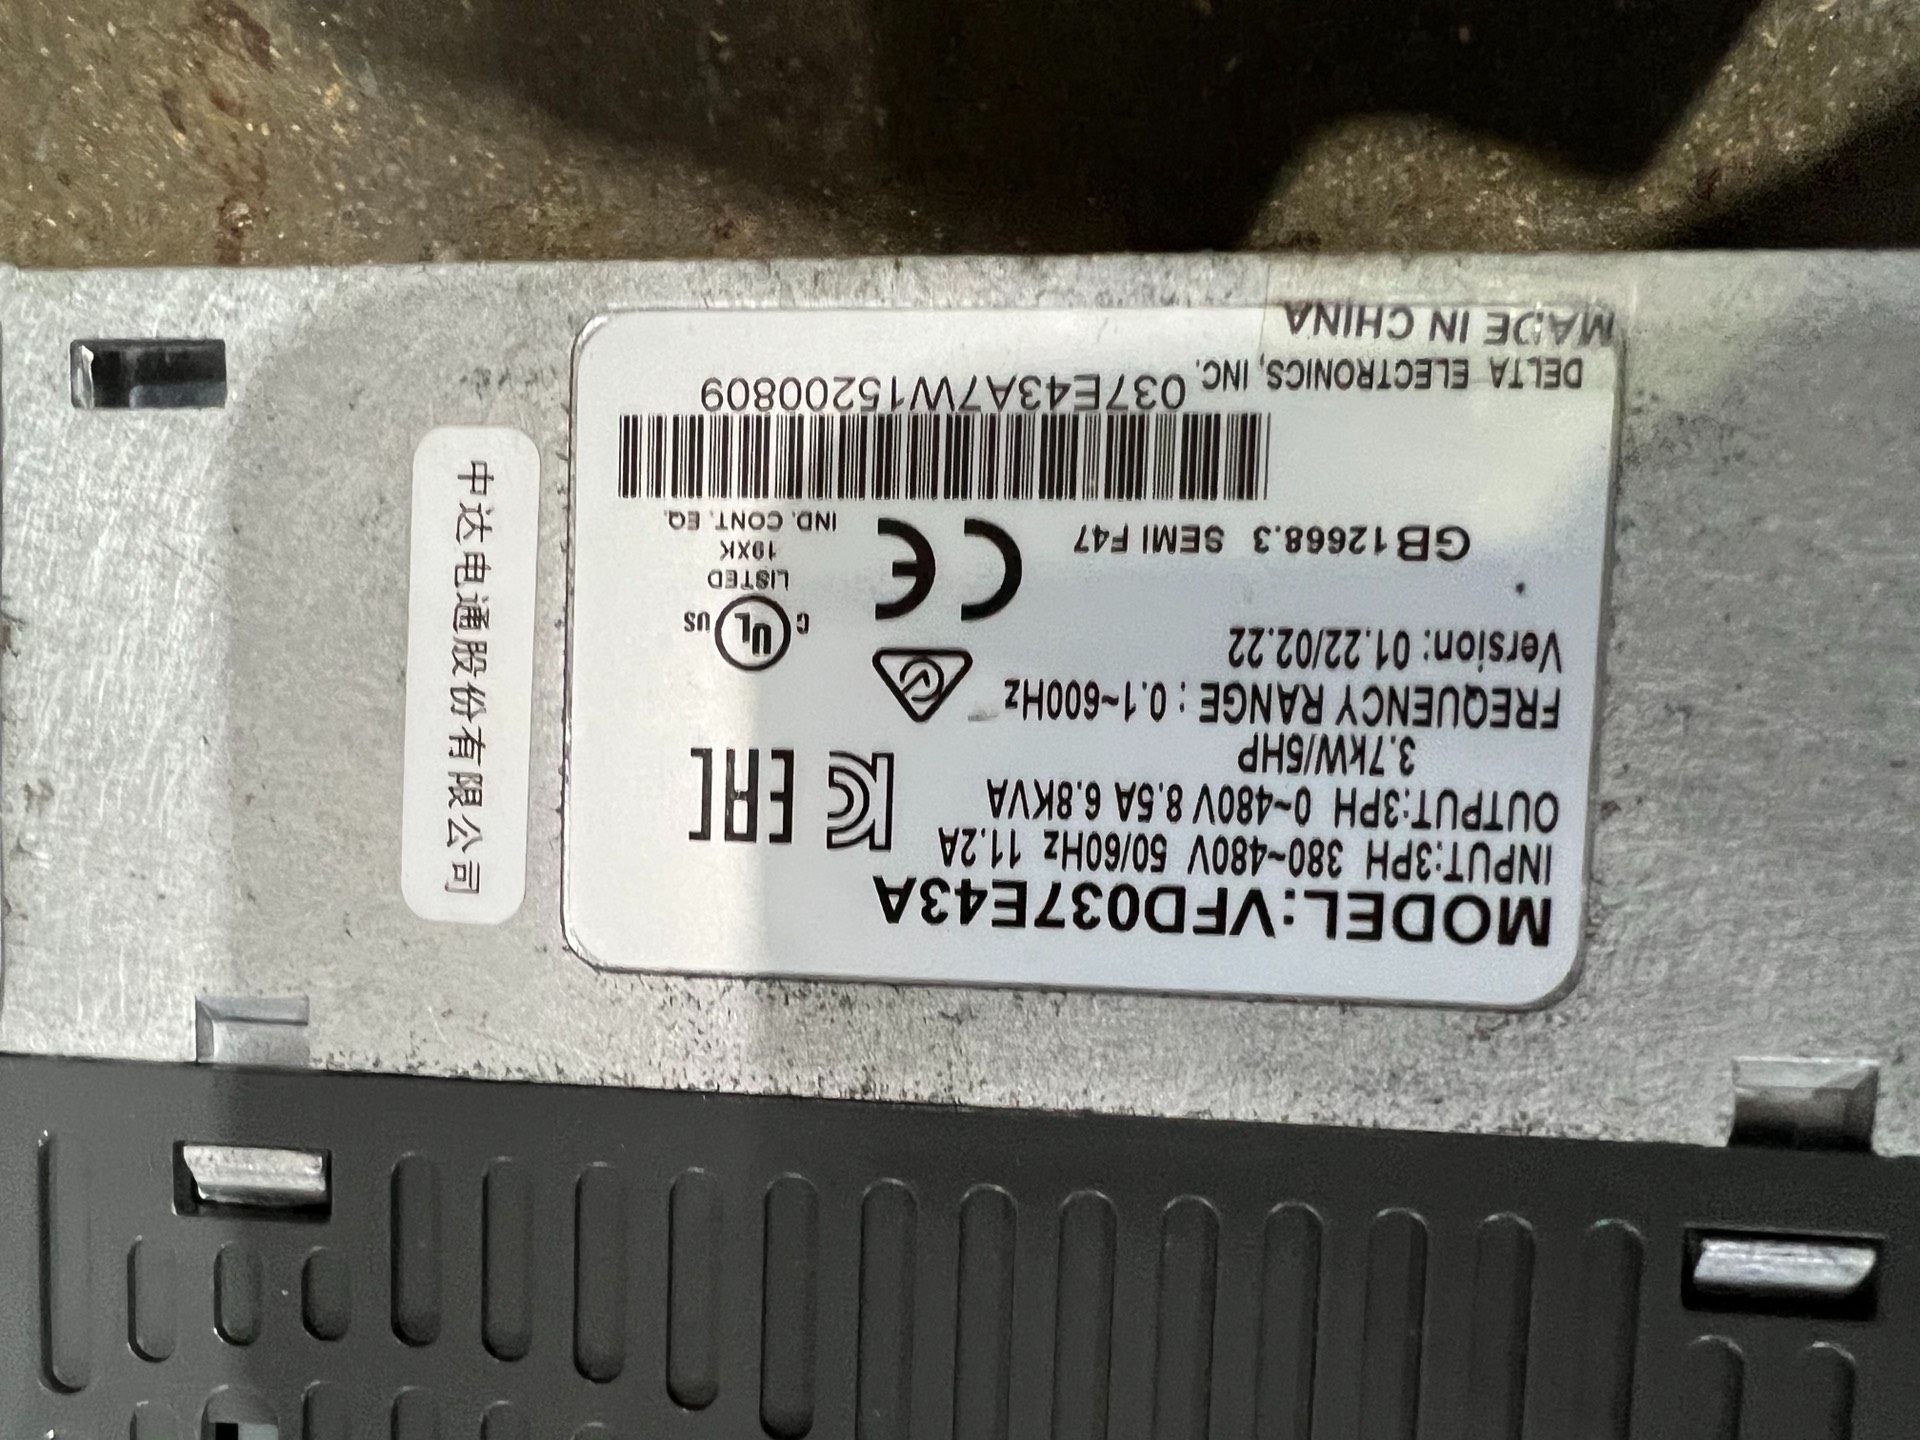 MODEL:VFD037E43A
INPUT:3PH 380~480V 50/60Hz 11.2A
OUTPUT:3PH 0~480V 8.5A 6.8KVA
3.7kW/5HP
FREQUENCY RANGE : 0.1~600Hz
Version: 01.22/02.22
EAC
C UL US
LISTED
19XK
IND. CONT. EQ.
CE
GB12668.3 SEMI F47
037E43A7W15200809
DELTA ELECTRONICS, INC.
MADE IN CHINA
中达电通股份有限公司